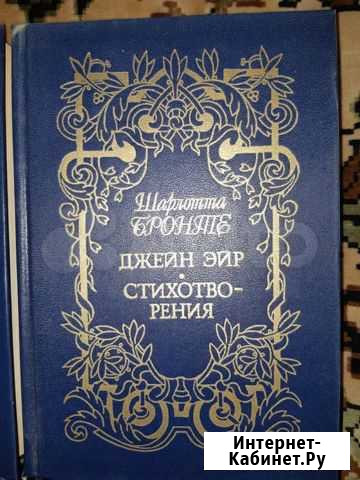 Шарлотта
БРОНТЕ
ДЖЕЙН ЭЙР
•
СТИХОТВО-
РЕНИЯ
Интернет-
Кабинет.Ру